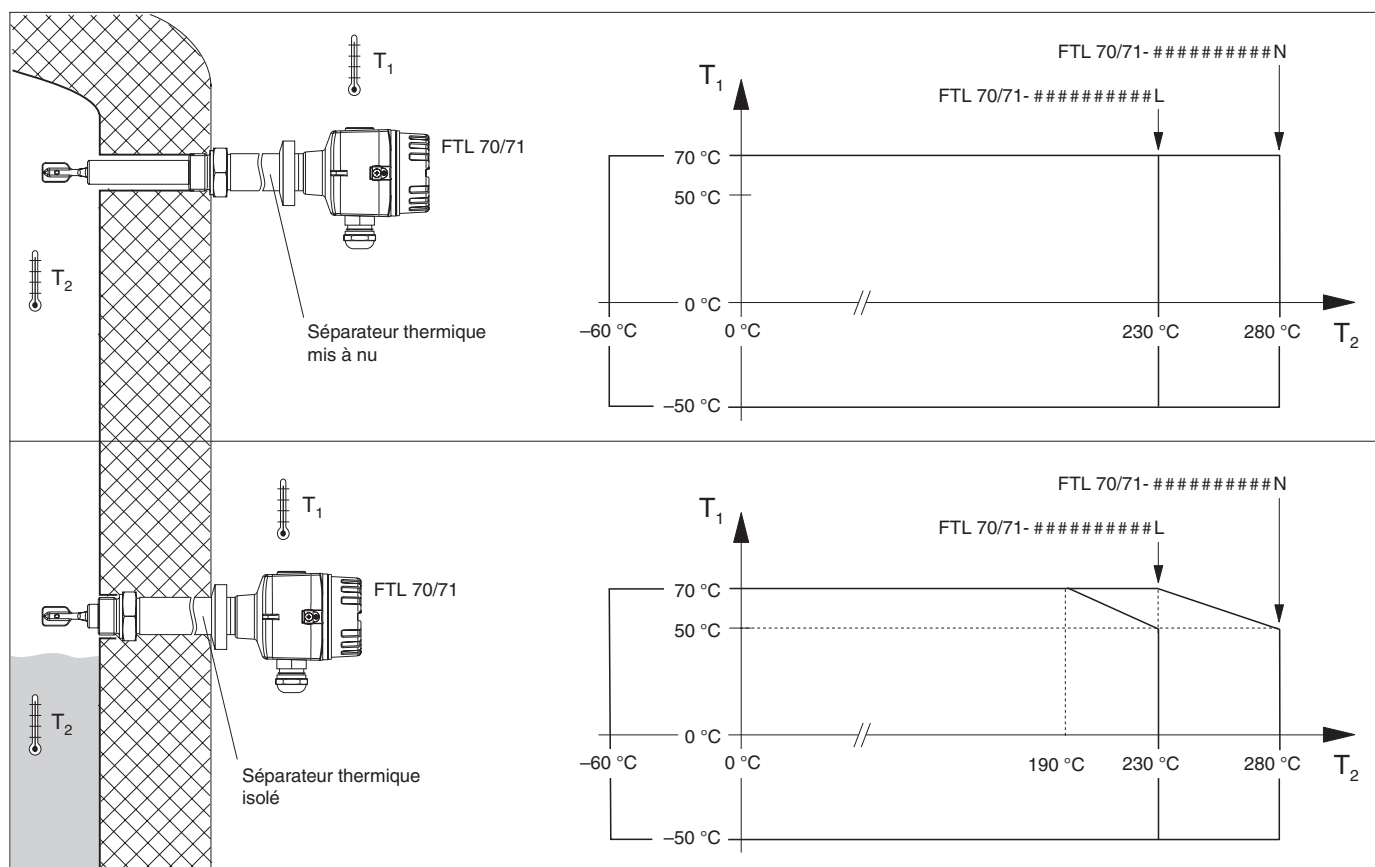 T1
FTL 70/71
T2
Séparateur thermique
mis à nu
FTL 70/71- ##########N
T1
FTL 70/71- ##########L
70 °C
50 °C
0 °C
–60 °C
0 °C
230 °C
280 °C
T2
–50 °C
T1
FTL 70/71
T2
Séparateur thermique
isolé
FTL 70/71- ##########N
T1
FTL 70/71- ##########L
70 °C
50 °C
0 °C
–60 °C
0 °C
190 °C
230 °C
280 °C
T2
–50 °C